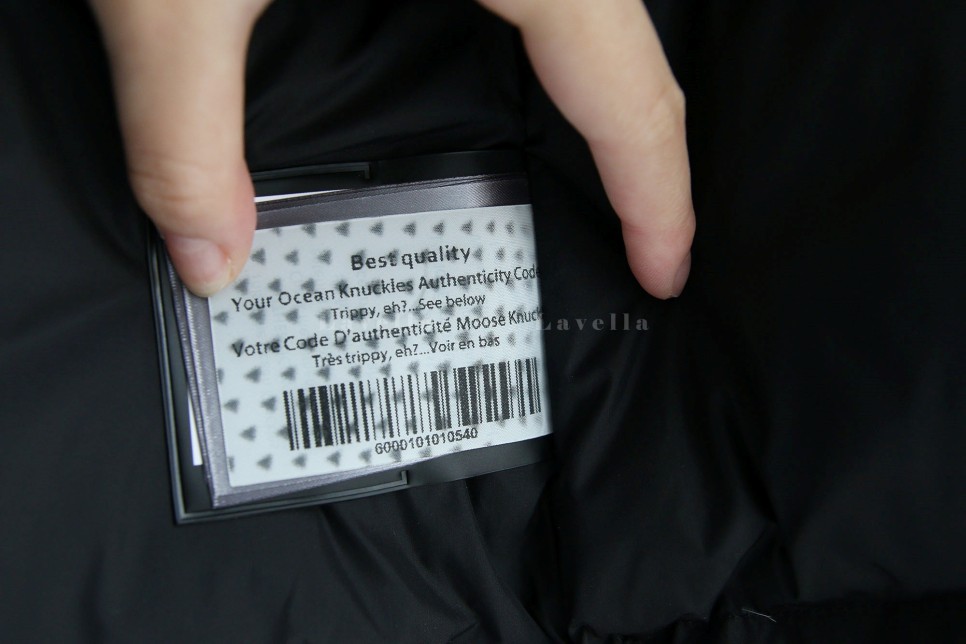 Best quality
Your Ocean Knuckles Authenticity Code
Trippy, eh?...See below
Lavella
Votre Code D'authenticité Moose Knuck
Très trippy, eh?...Voir en bas
6000101010540